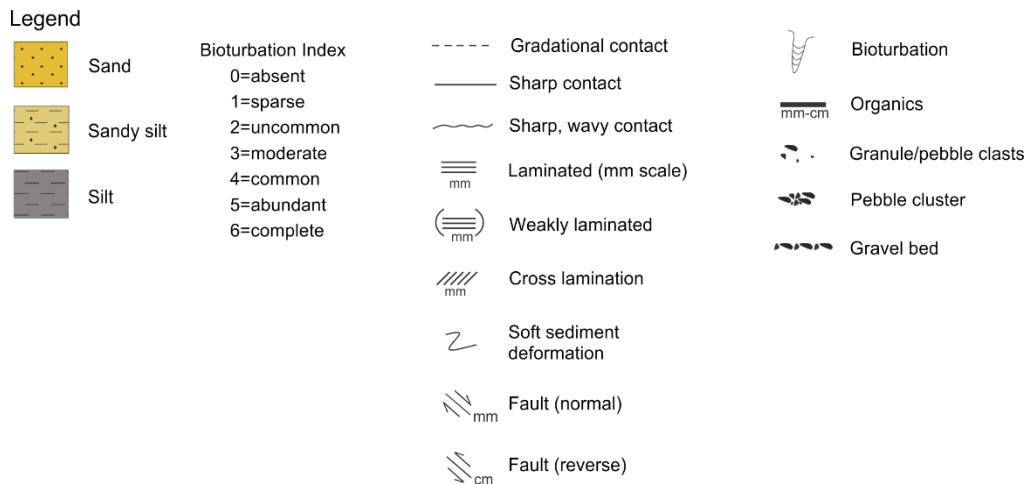 Legend
Sand
Sandy silt
Silt
Bioturbation Index
0=absent
1=sparse
2=uncommon
3=moderate
4=common
5=abundant
6=complete
Gradational contact
Sharp contact
Sharp, wavy contact
mm
Laminated (mm scale)
mm
Weakly laminated
mm
Cross lamination
Soft sediment
deformation
mm
Fault (normal)
cm
Fault (reverse)
Bioturbation
mm-cm
Organics
Granule/pebble clasts
Pebble cluster
Gravel bed